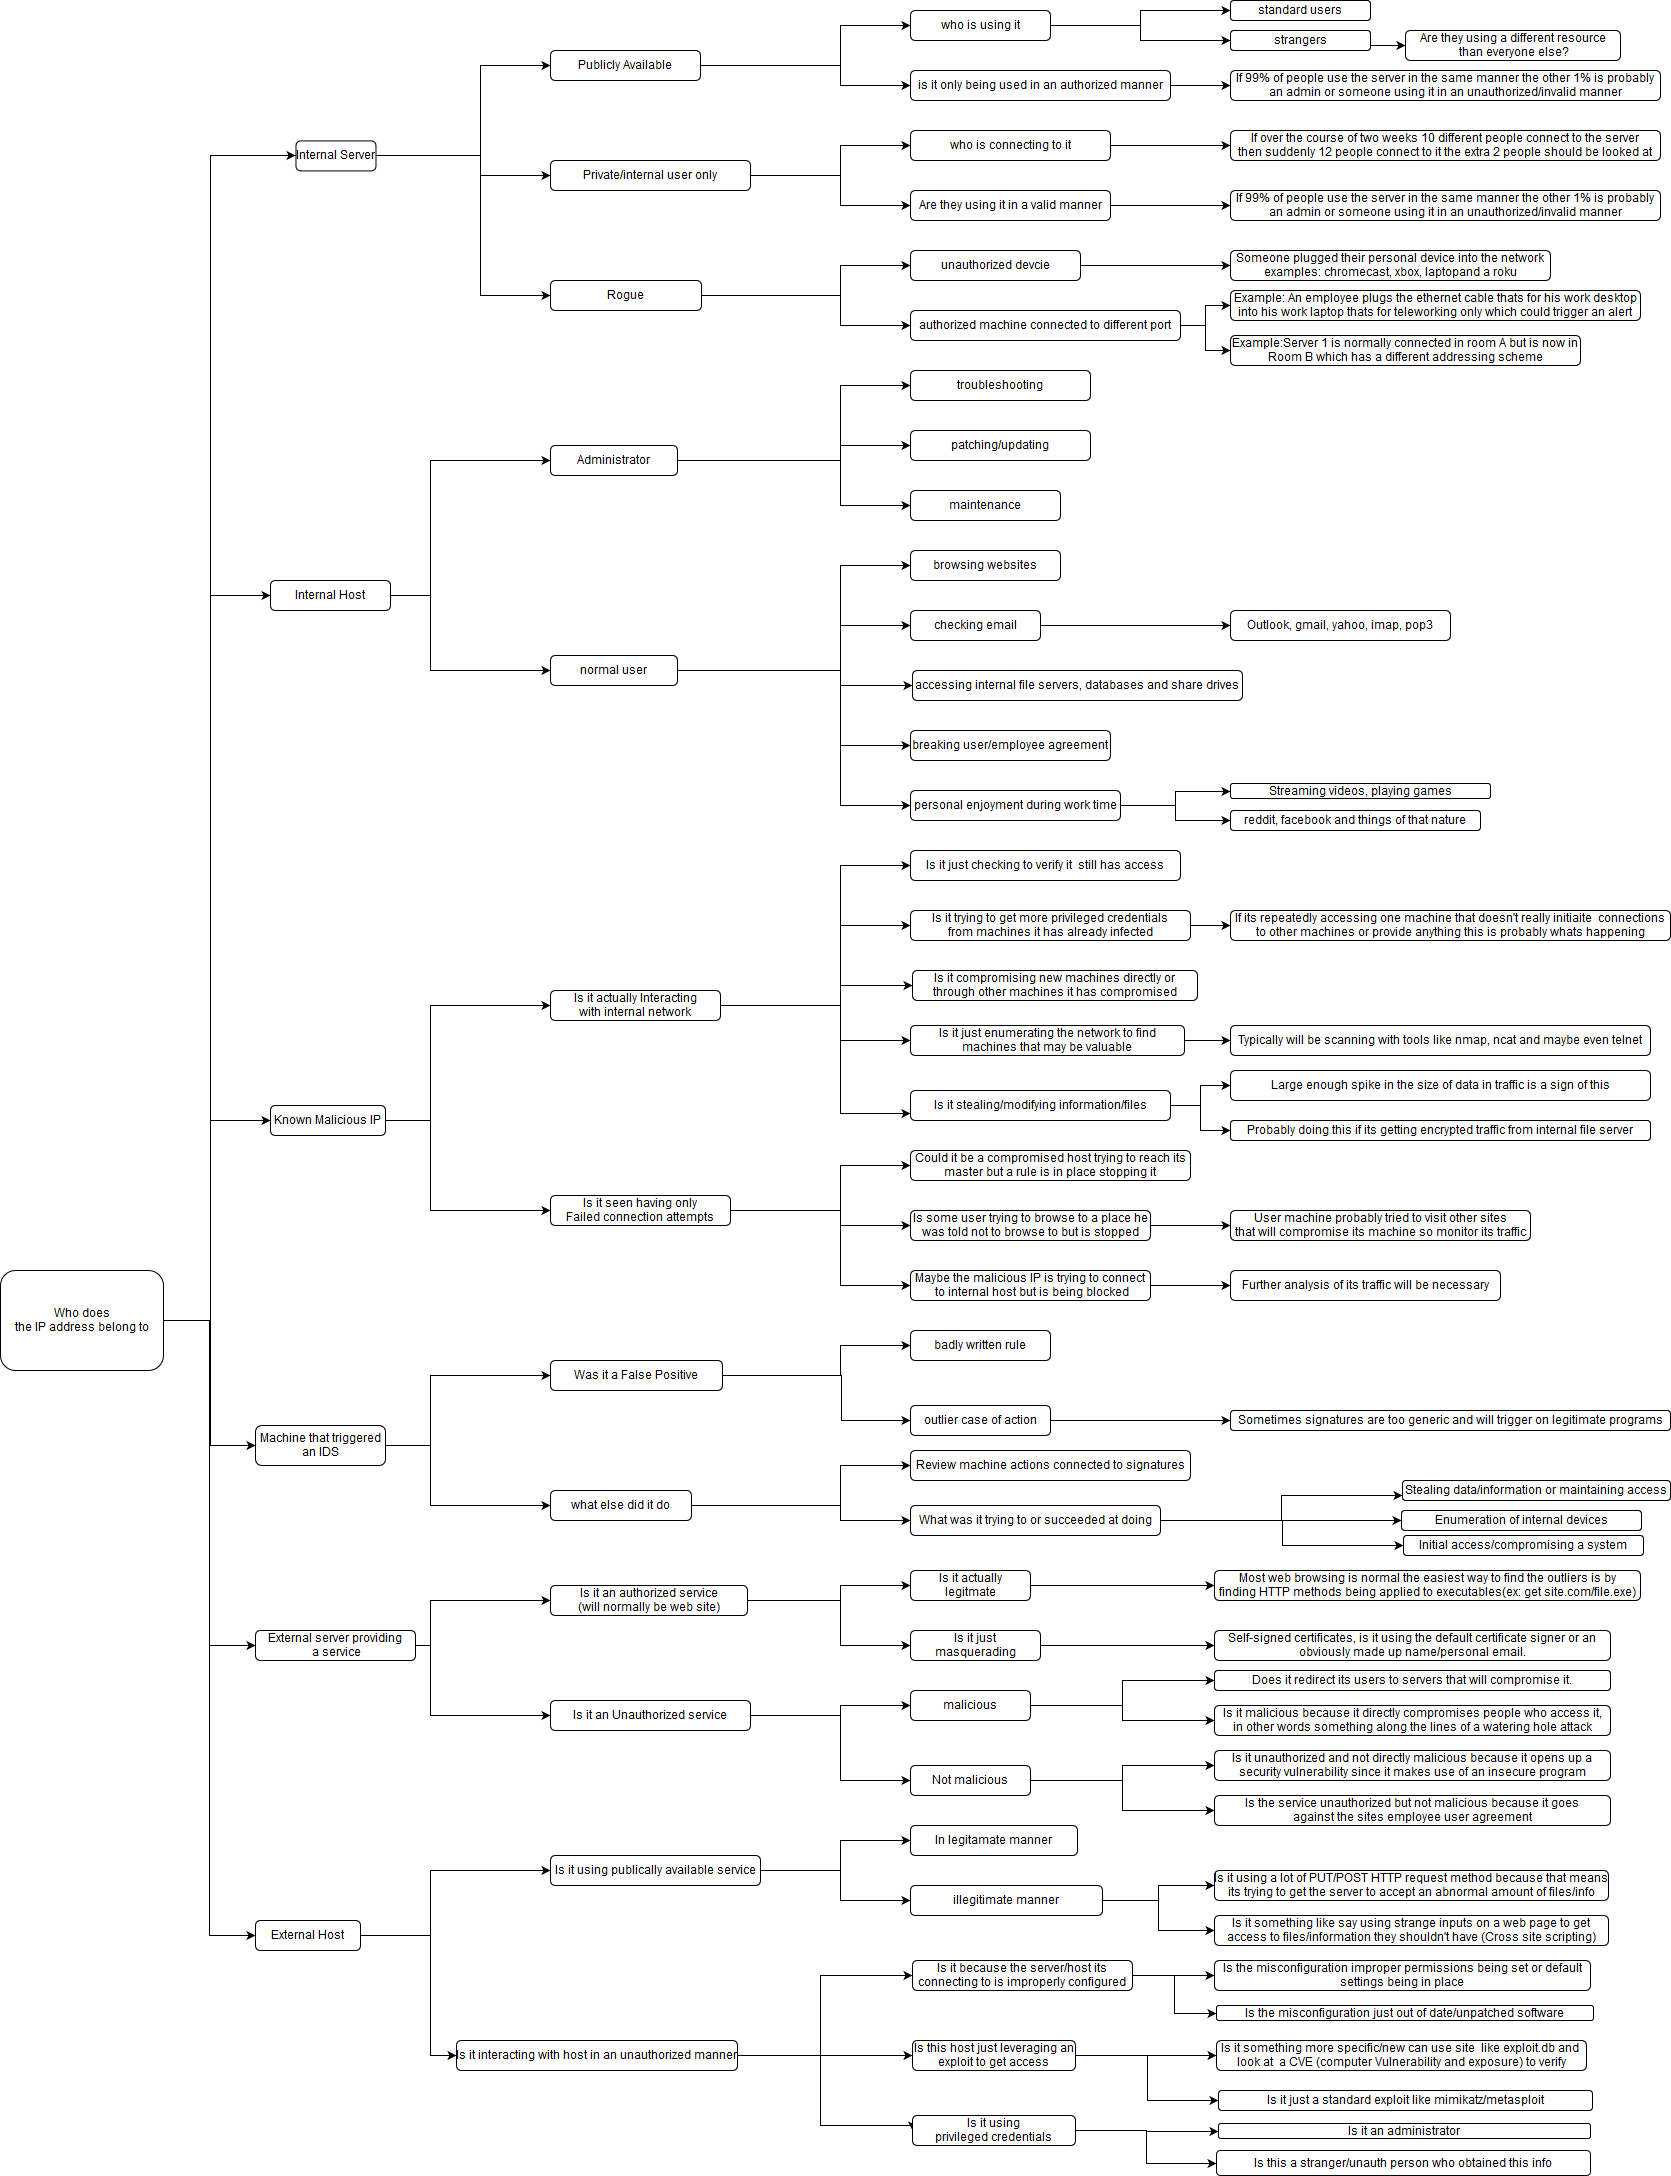 Who does
the IP address belong to
Internal Server
Publicly Available
who is using it
standard users
strangers
Are they using a different resource
than everyone else?
is it only being used in an authorized manner
If 99% of people use the server in the same manner the other 1% is probably
an admin or someone using it in an unauthorized/invalid manner
Private/internal user only
who is connecting to it
If over the course of two weeks 10 different people connect to the server
then suddenly 12 people connect to it the extra 2 people should be looked at
Are they using it in a valid manner
If 99% of people use the server in the same manner the other 1% is probably
an admin or someone using it in an unauthorized/invalid manner
Rogue
unauthorized devcie
Someone plugged their personal device into the network
examples: chromecast, xbox, laptopand a roku
authorized machine connected to different port
Example: An employee plugs the ethernet cable thats for his work desktop
into his work laptop thats for teleworking only which could trigger an alert
Example:Server 1 is normally connected in room A but is now in
Room B which has a different addressing scheme
Internal Host
Administrator
troubleshooting
patching/updating
maintenance
normal user
browsing websites
checking email
Outlook, gmail, yahoo, imap, pop3
accessing internal file servers, databases and share drives
breaking user/employee agreement
personal enjoyment during work time
Streaming videos, playing games
reddit, facebook and things of that nature
Known Malicious IP
Is it actually Interacting
with internal network
Is it just checking to verify it  still has access
Is it trying to get more privileged credentials
from machines it has already infected
If its repeatedly accessing one machine that doesn't really initiaite  connections
to other machines or provide anything this is probably whats happening
Is it compromising new machines directly or
through other machines it has compromised
Is it just enumerating the network to find
machines that may be valuable
Typically will be scanning with tools like nmap, ncat and maybe even telnet
Is it stealing/modifying information/files
Large enough spike in the size of data in traffic is a sign of this
Probably doing this if its getting encrypted traffic from internal file server
Is it seen having only
Failed connection attempts
Could it be a compromised host trying to reach its
master but a rule is in place stopping it
Is some user trying to browse to a place he
was told not to browse to but is stopped
User machine probably tried to visit other sites
that will compromise its machine so monitor its traffic
Maybe the malicious IP is trying to connect
to internal host but is being blocked
Further analysis of its traffic will be necessary
Machine that triggered
an IDS
Was it a False Positive
badly written rule
outlier case of action
Sometimes signatures are too generic and will trigger on legitimate programs
what else did it do
Review machine actions connected to signatures
What was it trying to or succeeded at doing
Stealing data/information or maintaining access
Enumeration of internal devices
Initial access/compromising a system
External server providing
a service
Is it an authorized service
(will normally be web site)
Is it actually
legitmate
Most web browsing is normal the easiest way to find the outliers is by
finding HTTP methods being applied to executables(ex: get site.com/file.exe)
Is it just
masquerading
Self-signed certificates, is it using the default certificate signer or an
obviously made up name/personal email.
Is it an Unauthorized service
malicious
Does it redirect its users to servers that will compromise it.
Is it malicious because it directly compromises people who access it,
in other words something along the lines of a watering hole attack
Not malicious
Is it unauthorized and not directly malicious because it opens up a
security vulnerability since it makes use of an insecure program
Is the service unauthorized but not malicious because it goes
against the sites employee user agreement
External Host
Is it using publically available service
In legitamate manner
illegitimate manner
Is it using a lot of PUT/POST HTTP request method because that means
its trying to get the server to accept an abnormal amount of files/info
Is it something like say using strange inputs on a web page to get
access to files/information they shouldn't have (Cross site scripting)
Is it interacting with host in an unauthorized manner
Is it because the server/host its
connecting to is improperly configured
Is the misconfiguration improper permissions being set or default
settings being in place
Is the misconfiguration just out of date/unpatched software
Is this host just leveraging an
exploit to get access
Is it something more specific/new can use site  like exploit.db and
look at  a CVE (computer Vulnerability and exposure) to verify
Is it just a standard exploit like mimikatz/metasploit
Is it using
privileged credentials
Is it an administrator
Is this a stranger/unauth person who obtained this info